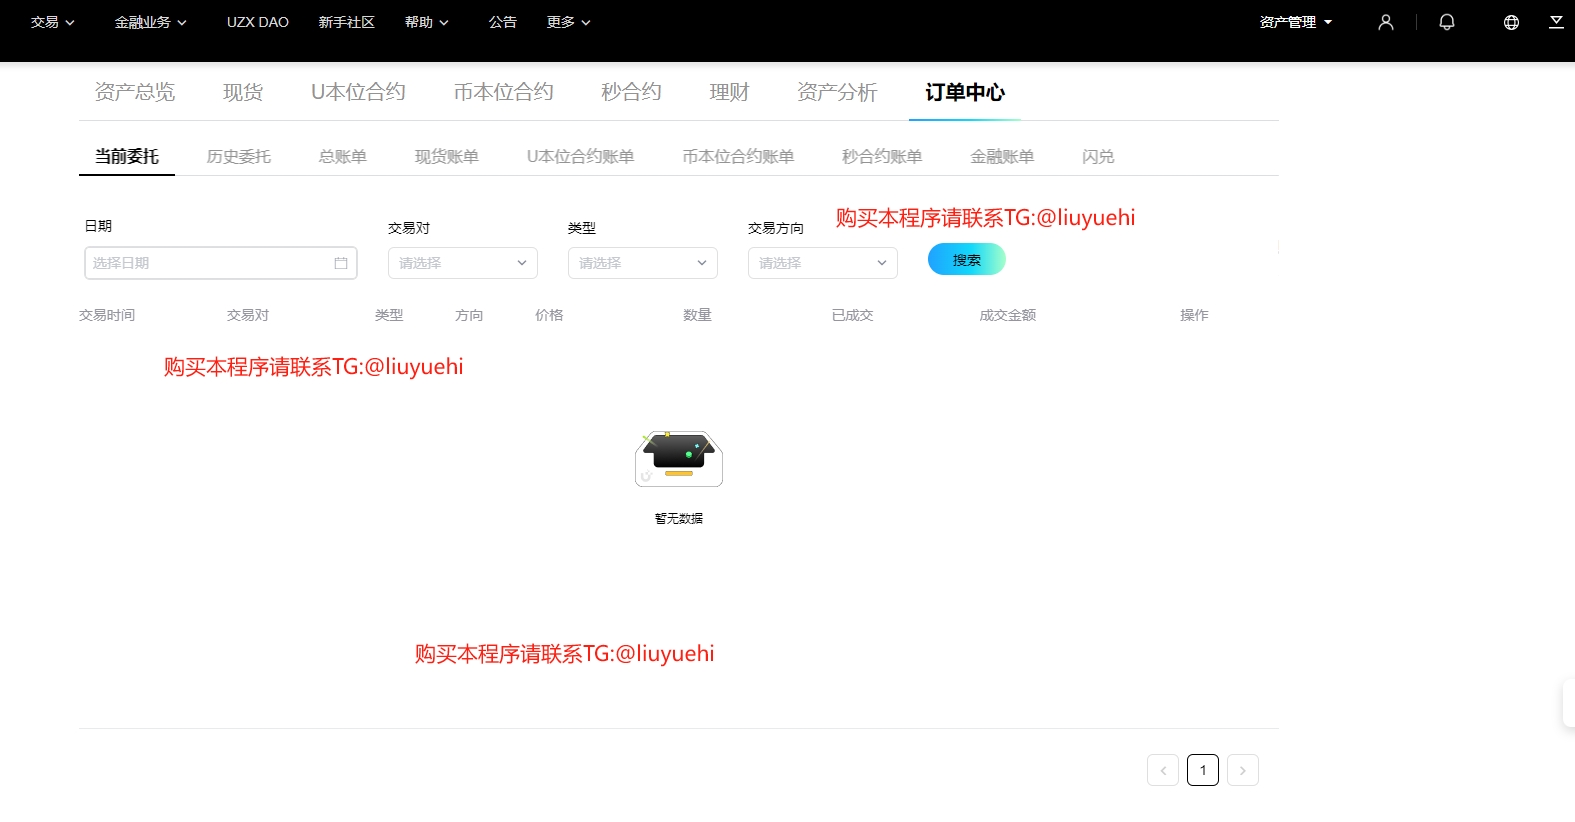 交易 金融业务 UZX DAO 新手社区 帮助 公告 更多 资产管理
资产总览 现货 U本位合约 币本位合约 秒合约 理财 资产分析 订单中心
当前委托 历史委托 总账单 现货账单 U本位合约账单 币本位合约账单 秒合约账单 金融账单 闪兑
购买本程序请联系TG:@liuyuehi
日期 交易对 类型 交易方向
选择日期 请选择 请选择 请选择 搜索
交易时间 交易对 类型 方向 价格 数量 已成交 成交金额 操作
购买本程序请联系TG:@liuyuehi
暂无数据
购买本程序请联系TG:@liuyuehi
1